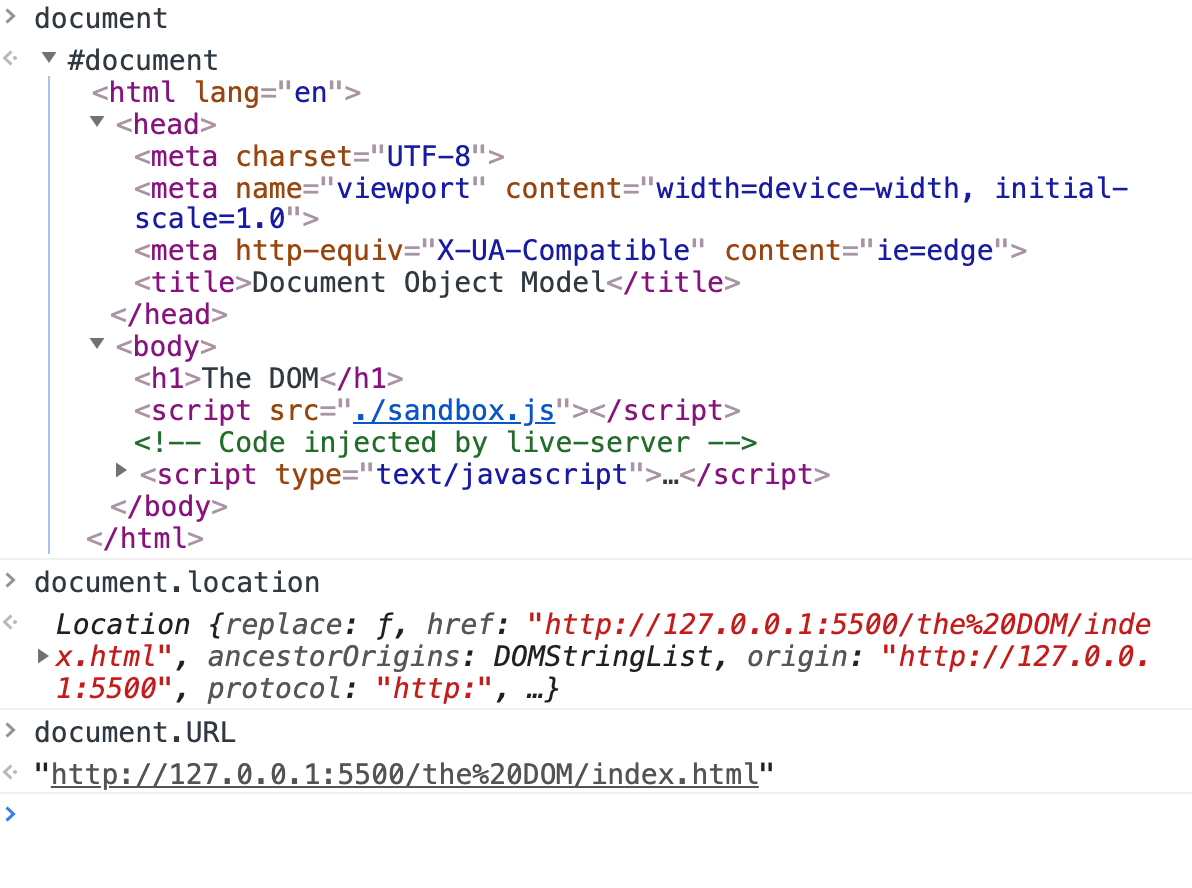 > document
#document
<html lang="en">
<head>
<meta charset="UTF-8">
<meta name="viewport" content="width=device-width, initial-
scale=1.0">
<meta http-equiv="X-UA-Compatible" content="ie=edge">
<title>Document Object Model</title>
</head>
<body>
<h1>The DOM</h1>
<script src="./sandbox.js"></script>
<!-- Code injected by live-server -->
<script type="text/javascript">…</script>
</body>
</html>
> document.location
Location {replace: ƒ, href: "http://127.0.0.1:5500/the%20DOM/inde
x.html", ancestorOrigins: DOMStringList, origin: "http://127.0.0.
1:5500", protocol: "http:", …}
> document.URL
"http://127.0.0.1:5500/the%20DOM/index.html"
>